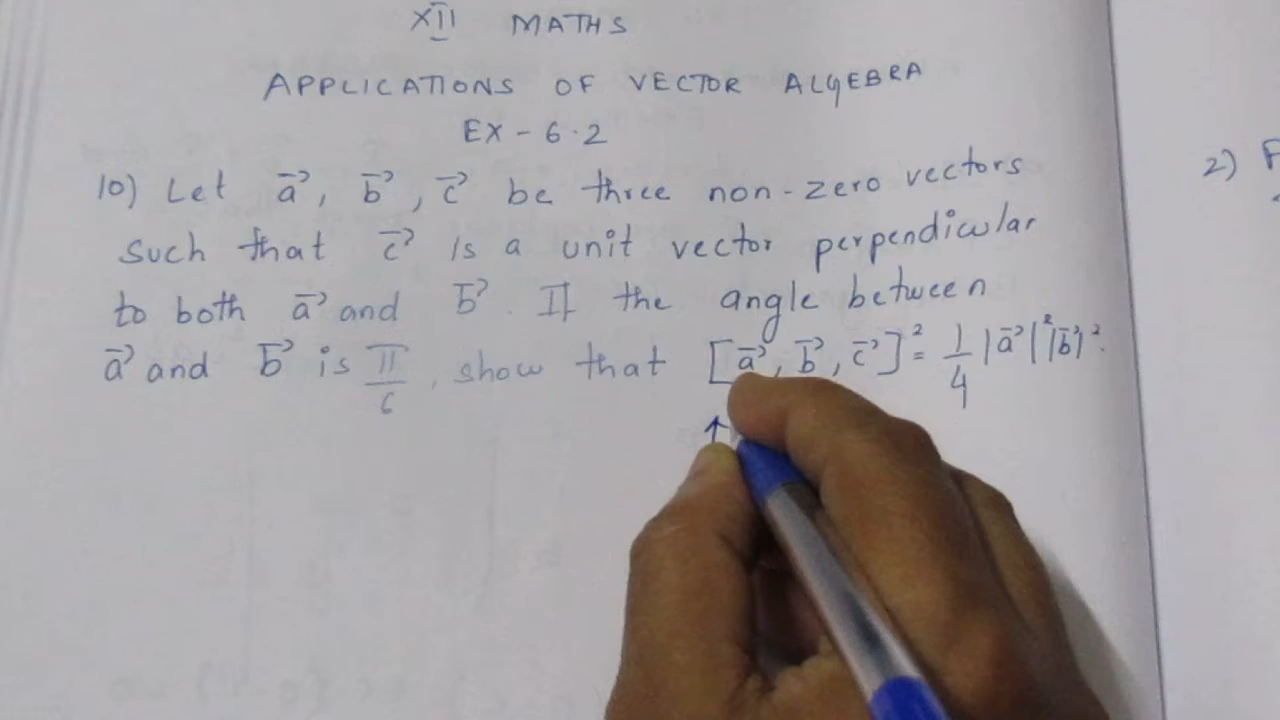 XII MATHS
APPLICATIONS OF VECTOR ALGEBRA
EX - 6.2
10) Let a⃗, b⃗, c⃗ be three non-zero vectors
such that c⃗ is a unit vector perpendicular
to both a⃗ and b⃗. If the angle between
a⃗ and b⃗ is π/6, show that [a⃗, b⃗, c⃗]² = 1/4 |a⃗|²|b⃗|².
2)